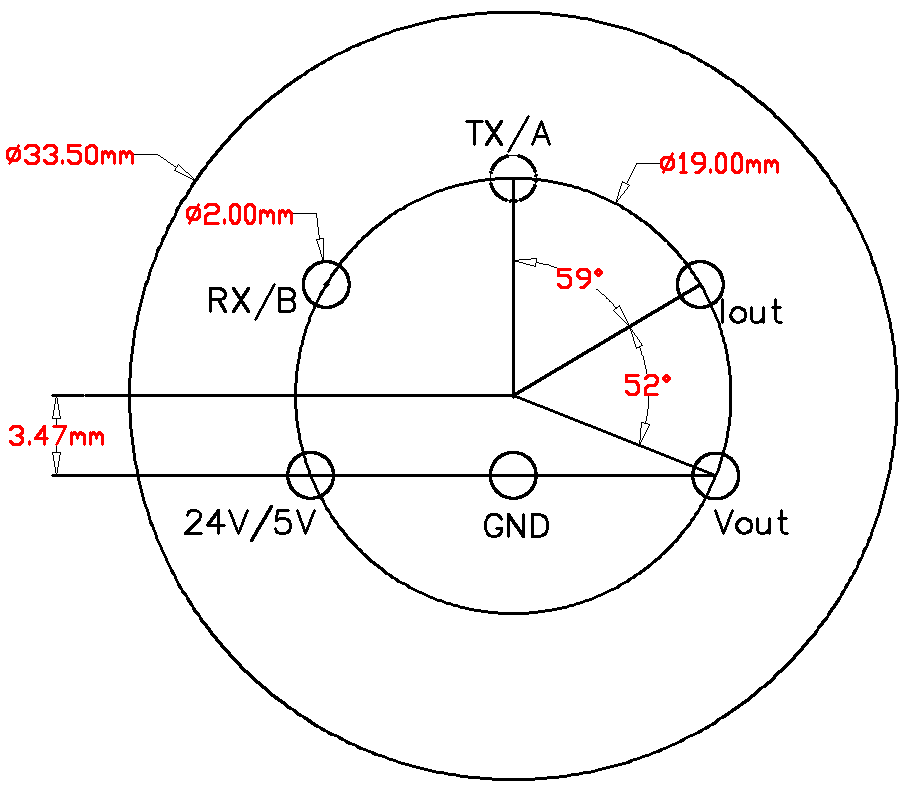 TX/A
ø33.50mm
ø19.00mm
ø2.00mm
59°
RX/B
Iout
52°
3.47mm
24V/5V
GND
Vout